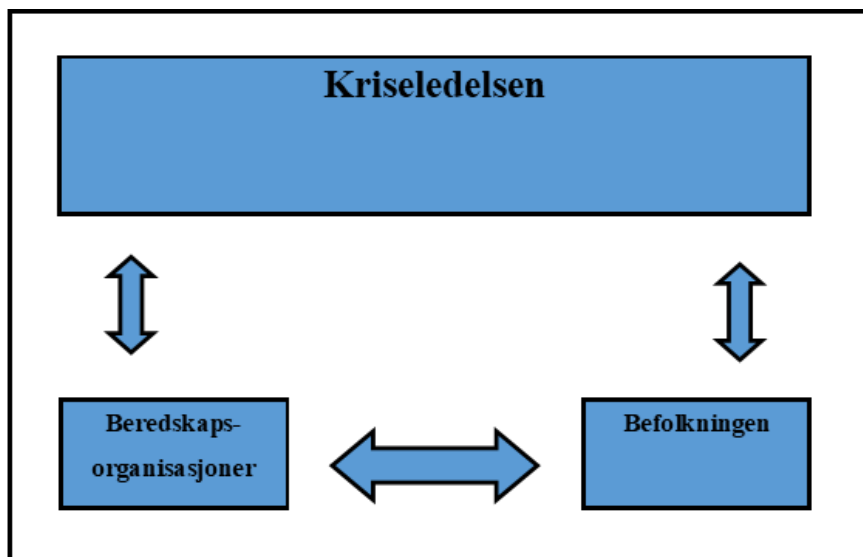 Kriseledelsen
Beredskaps-
organisasjoner
Befolkningen